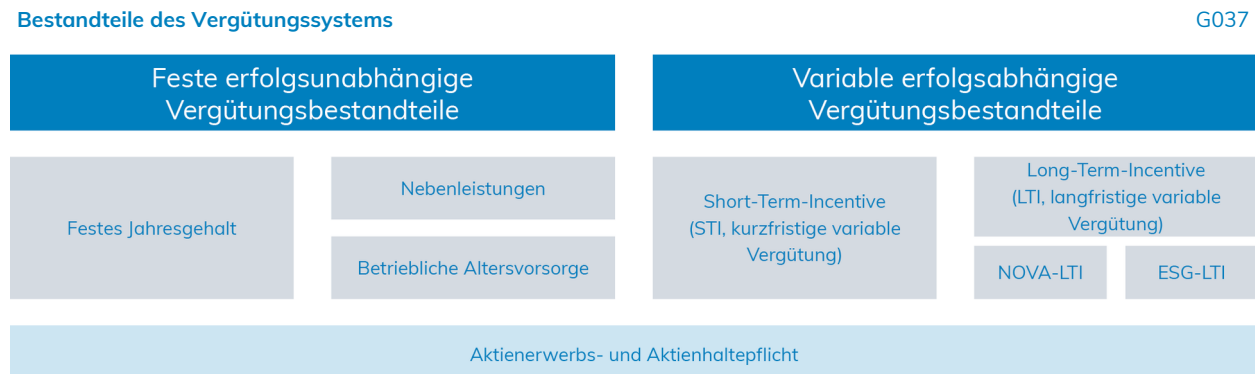 Bestandteile des Vergütungssystems
G037
Feste erfolgsunabhängige
Vergütungsbestandteile
Variable erfolgsabhängige
Vergütungsbestandteile
Festes Jahresgehalt
Nebenleistungen
Betriebliche Altersvorsorge
Short-Term-Incentive
(STI, kurzfristige variable
Vergütung)
Long-Term-Incentive
(LTI, langfristige variable
Vergütung)
NOVA-LTI
ESG-LTI
Aktienerwerbs- und Aktienhaltepflicht